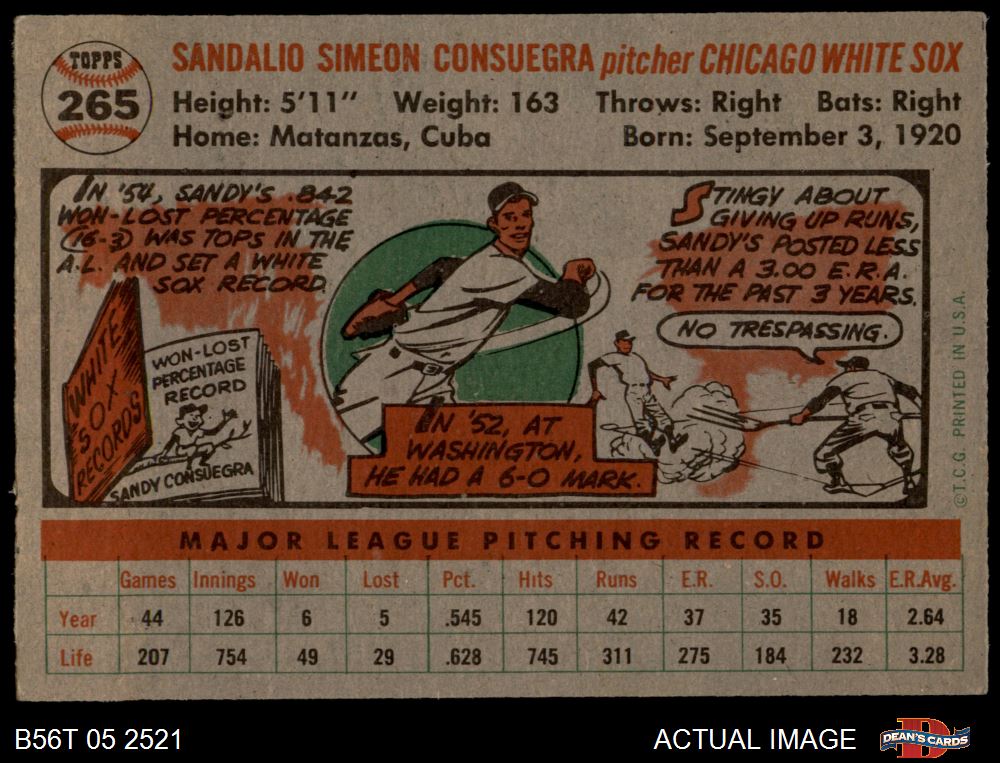 TOPPS
265
SANDALIO SIMEON CONSUEGRA pitcher CHICAGO WHITE SOX
Height: 5'11" Weight: 163 Throws: Right Bats: Right
Home: Matanzas, Cuba Born: September 3, 1920
IN '54, SANDY'S .842
WON-LOST PERCENTAGE
(16-3) WAS TOPS IN THE
A.L. AND SET A WHITE
SOX RECORD.
WHITE
SOX
RECORDS
WON-LOST
PERCENTAGE
RECORD
SANDY CONSUEGRA
IN '52, AT
WASHINGTON,
HE HAD A 6-0 MARK.
STINGY ABOUT
GIVING UP RUNS,
SANDY'S POSTED LESS
THAN A 3.00 E.R.A.
FOR THE PAST 3 YEARS.
NO TRESPASSING.
©T.C.G. PRINTED IN U.S.A.
MAJOR LEAGUE PITCHING RECORD
Games Innings Won Lost Pct. Hits Runs E.R. S.O. Walks E.R.Avg.
Year 44 126 6 5 .545 120 42 37 35 18 2.64
Life 207 754 49 29 .628 745 311 275 184 232 3.28
B56T 05 2521
ACTUAL IMAGE
D
DEAN'S CARDS